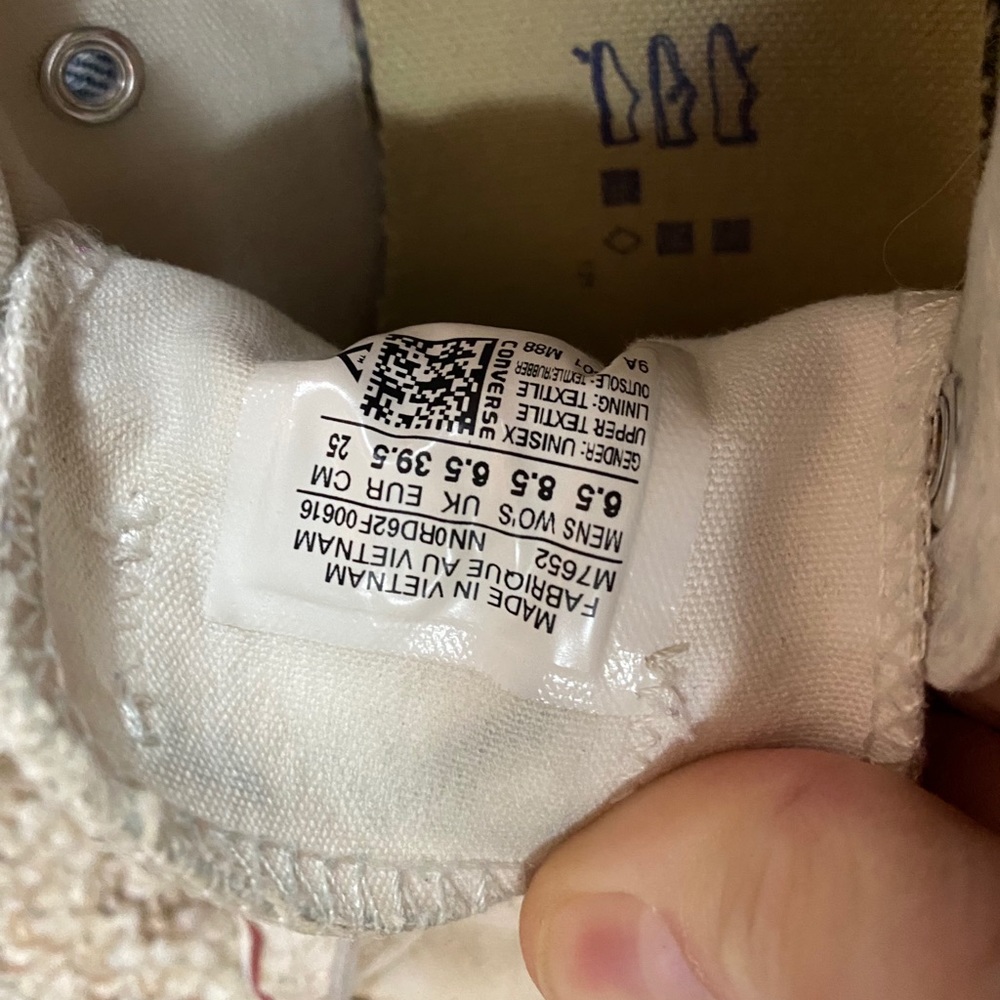 MADE IN VIETNAM
FABRIQUE AU VIETNAM
M7652 NN0RD62F00616
MENS WO'S UK EUR CM
6.5 8.5 6.5 39.5 25
GENDER: UNISEX
UPPER TEXTILE
LINING: TEXTILE
OUTSOLE: TEXTILE/RUBBER
M88
9A
CONVERSE